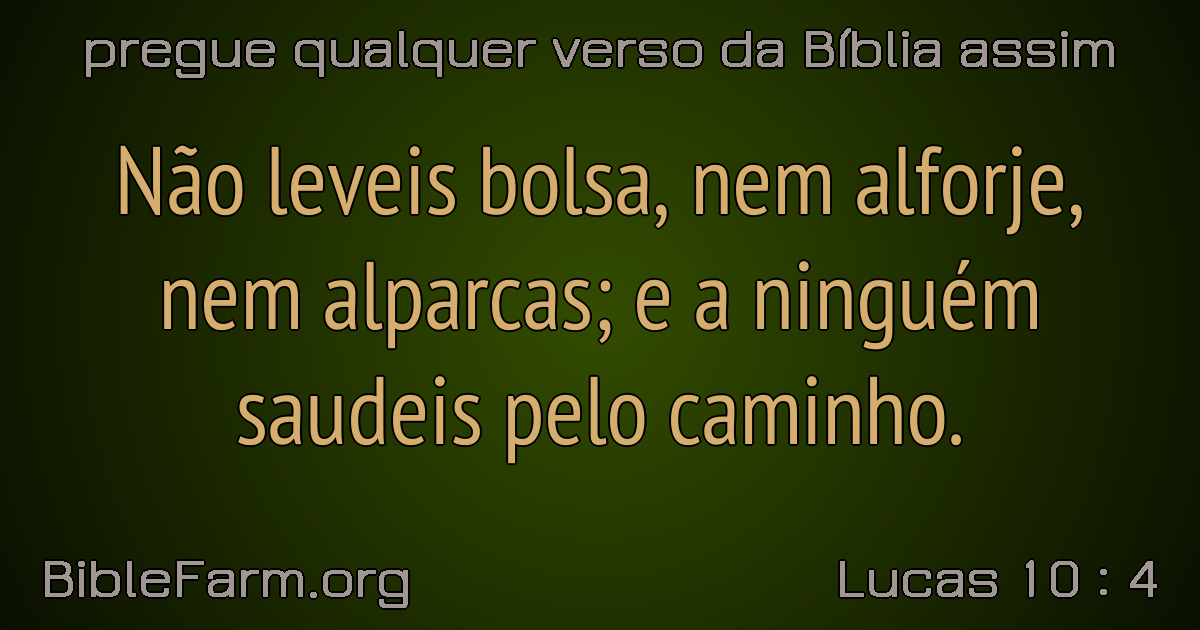 pregue qualquer verso da Bíblia assim
Não leveis bolsa, nem alforje,
nem alparcas; e a ninguém
saudeis pelo caminho.
BibleFarm.org
Lucas 10 : 4